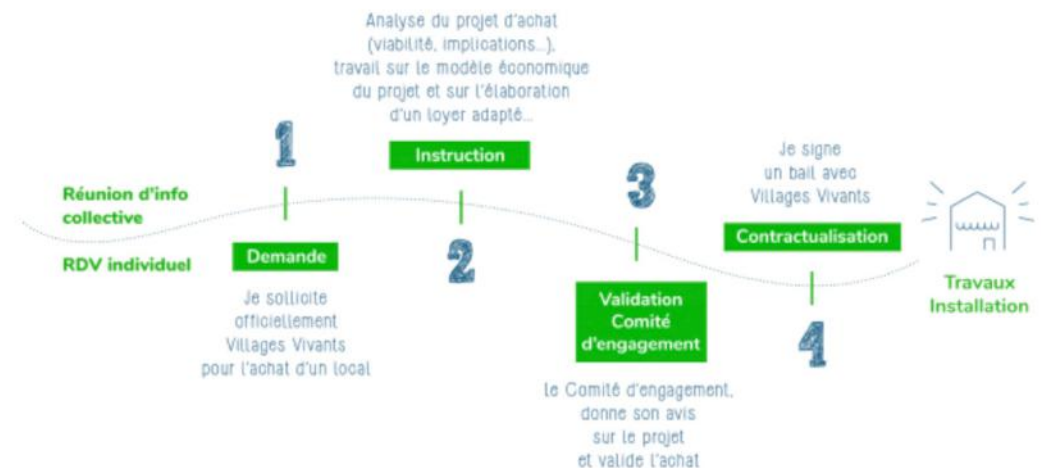 Réunion d'info
collective
RDV individuel
1
Demande
Je sollicite
officiellement
Villages Vivants
pour l'achat d'un local
Analyse du projet d'achat
(viabilité, implications...),
travail sur le modèle économique
du projet et sur l'élaboration
d'un loyer adapté...
Instruction
2
3
Validation
Comité
d'engagement
le Comité d'engagement,
donne son avis
sur le projet
et valide l'achat
Je signe
un bail avec
Villages Vivants
Contractualisation
4
Travaux
Installation